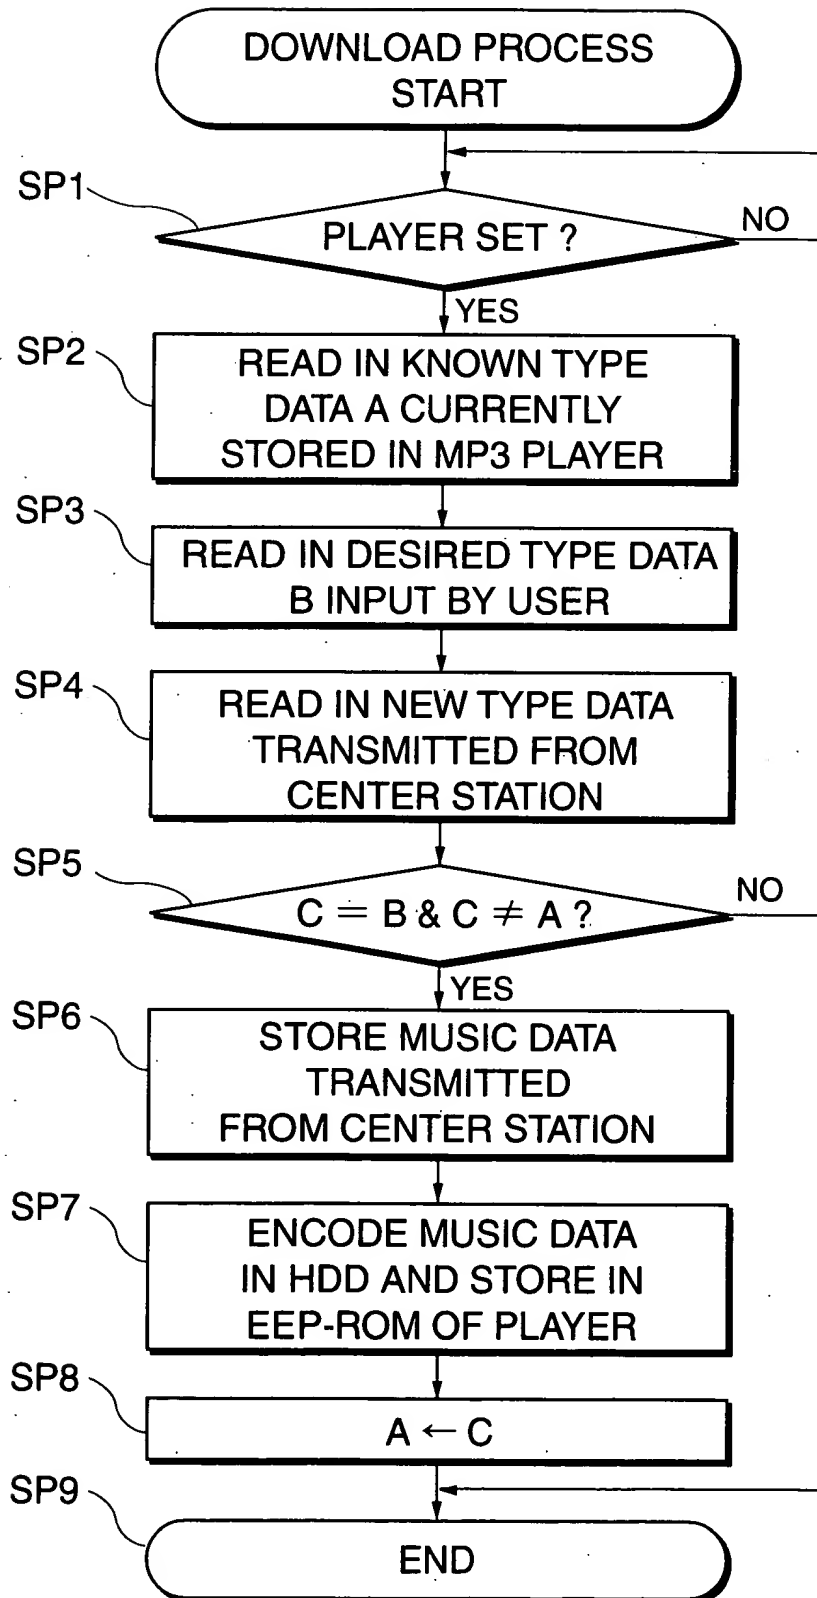 DOWNLOAD PROCESS
START
SP1
PLAYER SET ?
NO
YES
SP2
READ IN KNOWN TYPE
DATA A CURRENTLY
STORED IN MP3 PLAYER
SP3
READ IN DESIRED TYPE DATA
B INPUT BY USER
SP4
READ IN NEW TYPE DATA
TRANSMITTED FROM
CENTER STATION
SP5
C = B & C ≠ A ?
NO
YES
SP6
STORE MUSIC DATA
TRANSMITTED
FROM CENTER STATION
SP7
ENCODE MUSIC DATA
IN HDD AND STORE IN
EEP-ROM OF PLAYER
SP8
A ← C
SP9
END